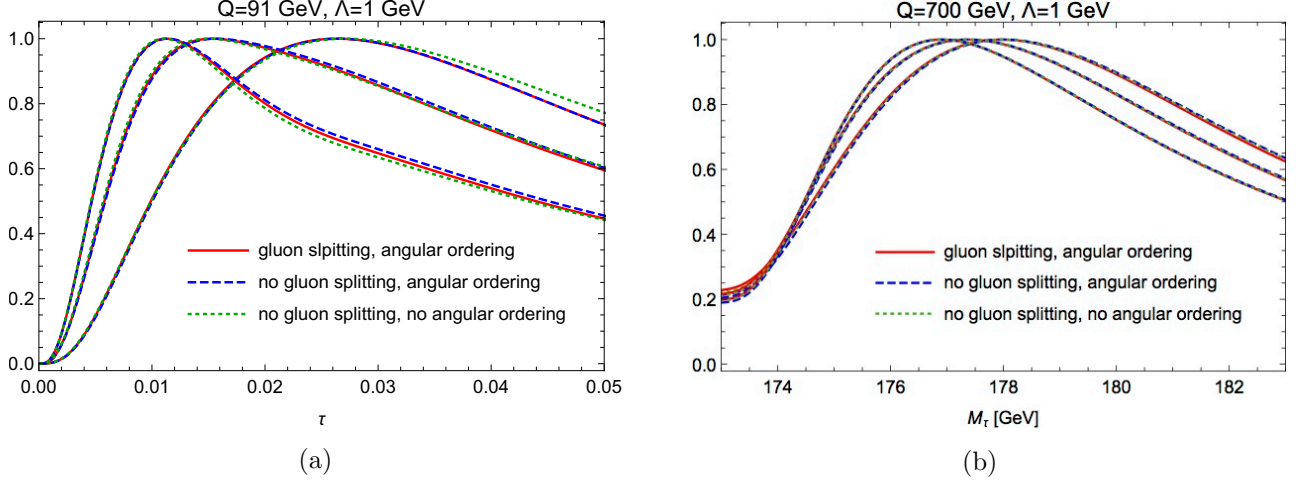 Q=91 GeV, Λ=1 GeV
1.0
0.8
0.6
0.4
0.2
0.0
gluon slpitting, angular ordering
no gluon splitting, angular ordering
no gluon splitting, no angular ordering
0.00 0.01 0.02 0.03 0.04 0.05
τ
(a)
Q=700 GeV, Λ=1 GeV
1.0
0.8
0.6
0.4
0.2
0.0
gluon slpitting, angular ordering
no gluon splitting, angular ordering
no gluon splitting, no angular ordering
174 176 178 180 182
Mτ [GeV]
(b)